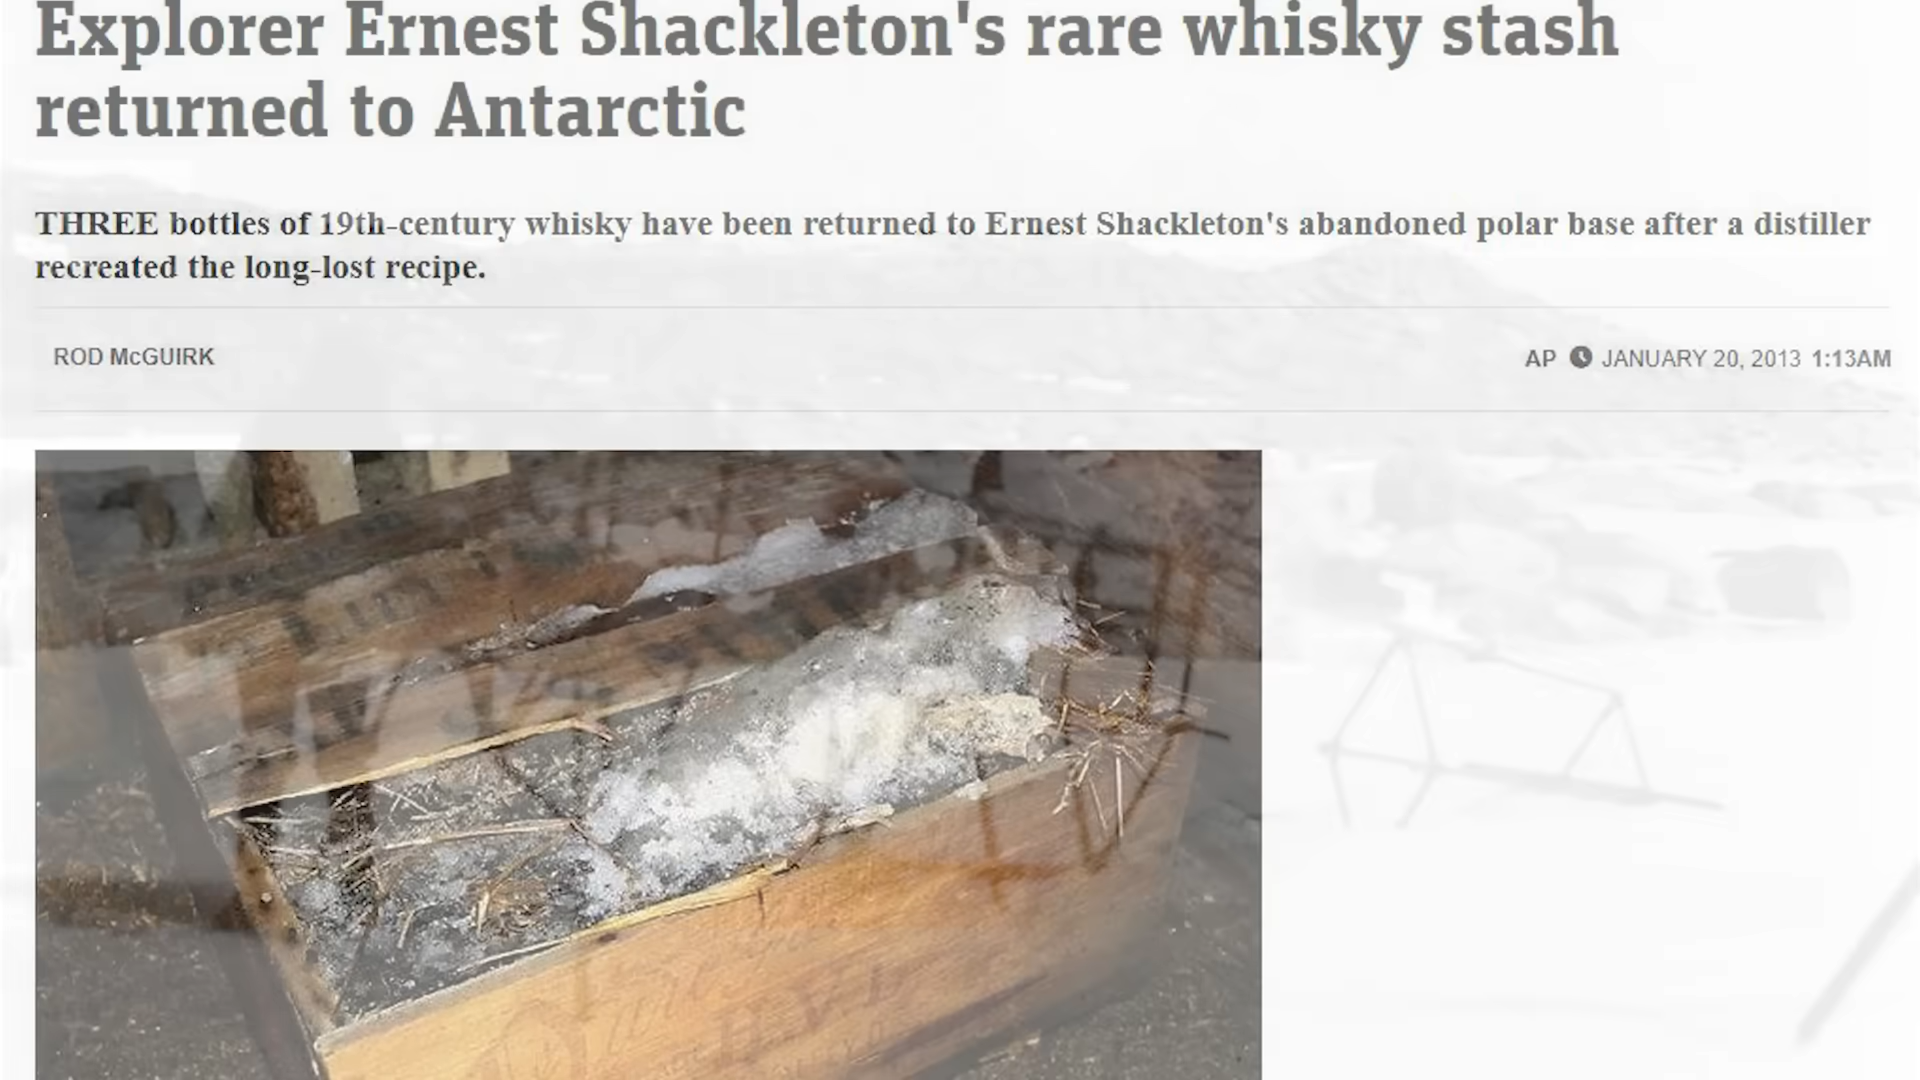 Explorer Ernest Shackleton's rare whisky stash
returned to Antarctic
THREE bottles of 19th-century whisky have been returned to Ernest Shackleton's abandoned polar base after a distiller
recreated the long-lost recipe.
ROD McGUIRK
AP JANUARY 20, 2013 1:13AM